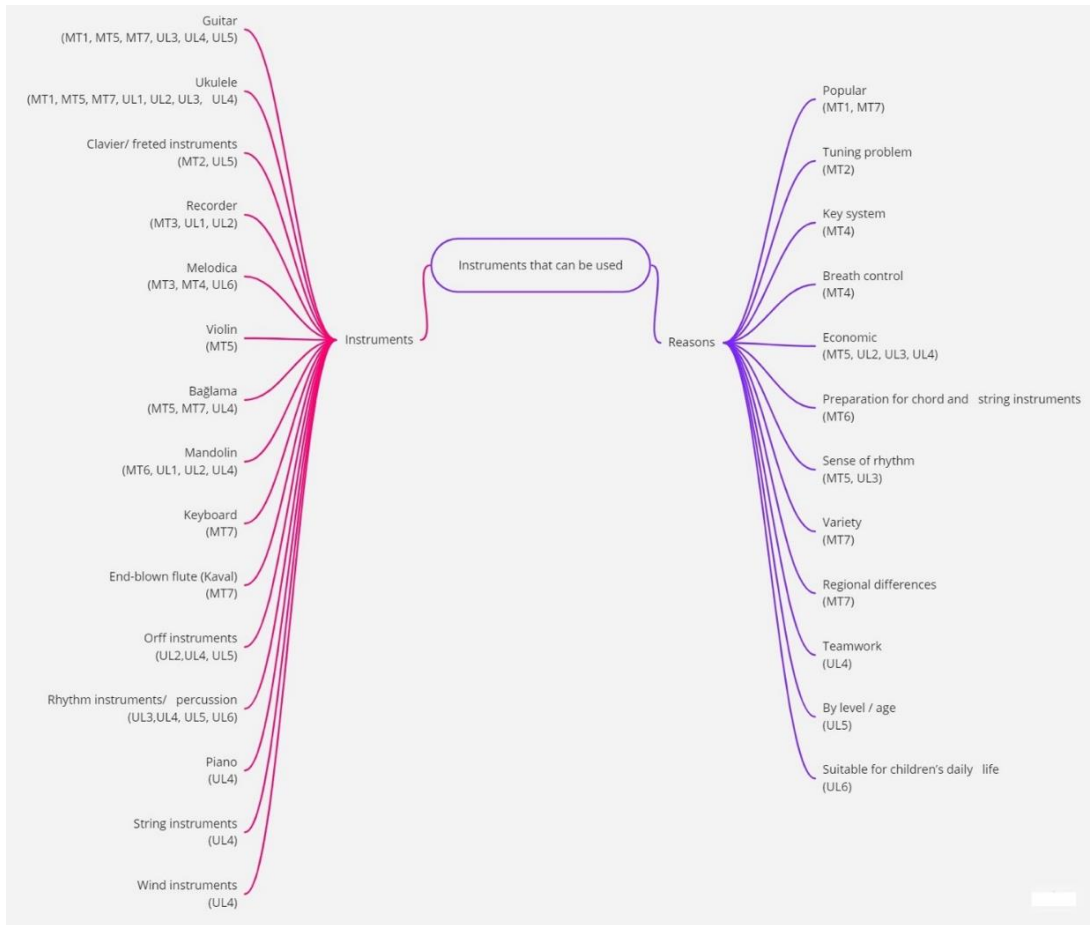 Guitar
(MT1, MT5, MT7, UL3, UL4, UL5)
Ukulele
(MT1, MT5, MT7, UL1, UL2, UL3, UL4)
Clavier/ freted instruments
(MT2, UL5)
Recorder
(MT3, UL1, UL2)
Melodica
(MT3, MT4, UL6)
Violin
(MT5)
Bağlama
(MT5, MT7, UL4)
Mandolin
(MT6, UL1, UL2, UL4)
Keyboard
(MT7)
End-blown flute (Kaval)
(MT7)
Orff instruments
(UL2,UL4, UL5)
Rhythm instruments/ percussion
(UL3,UL4, UL5, UL6)
Piano
(UL4)
String instruments
(UL4)
Wind instruments
(UL4)
Instruments
Instruments that can be used
Reasons
Popular
(MT1, MT7)
Tuning problem
(MT2)
Key system
(MT4)
Breath control
(MT4)
Economic
(MT5, UL2, UL3, UL4)
Preparation for chord and string instruments
(MT6)
Sense of rhythm
(MT5, UL3)
Variety
(MT7)
Regional differences
(MT7)
Teamwork
(UL4)
By level / age
(UL5)
Suitable for children's daily life
(UL6)